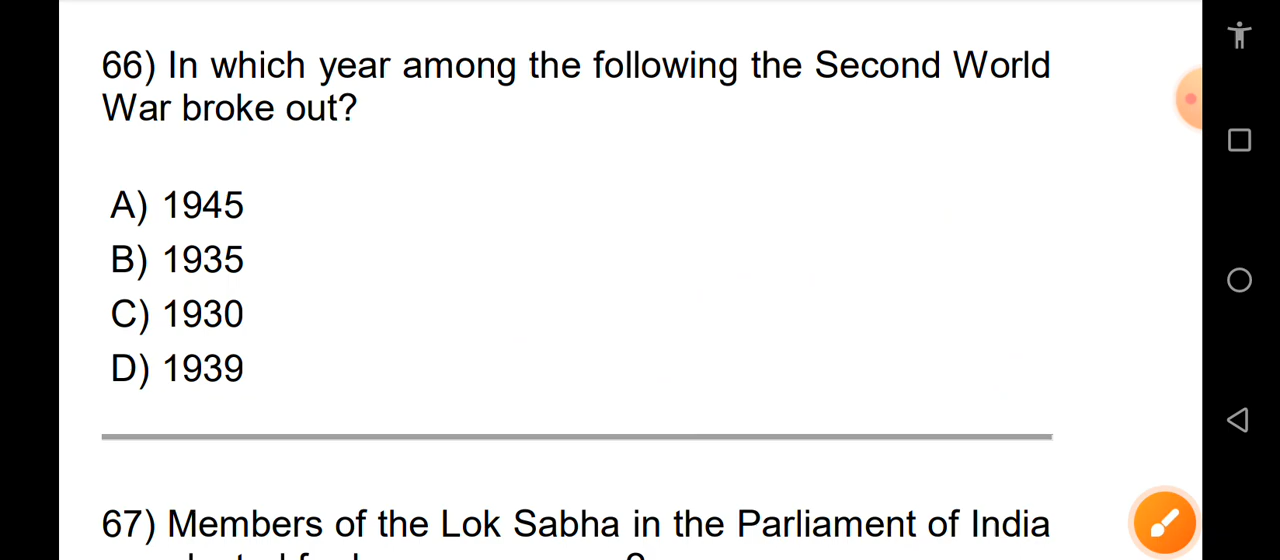 66) In which year among the following the Second World
War broke out?
A) 1945
B) 1935
C) 1930
D) 1939
67) Members of the Lok Sabha in the Parliament of India